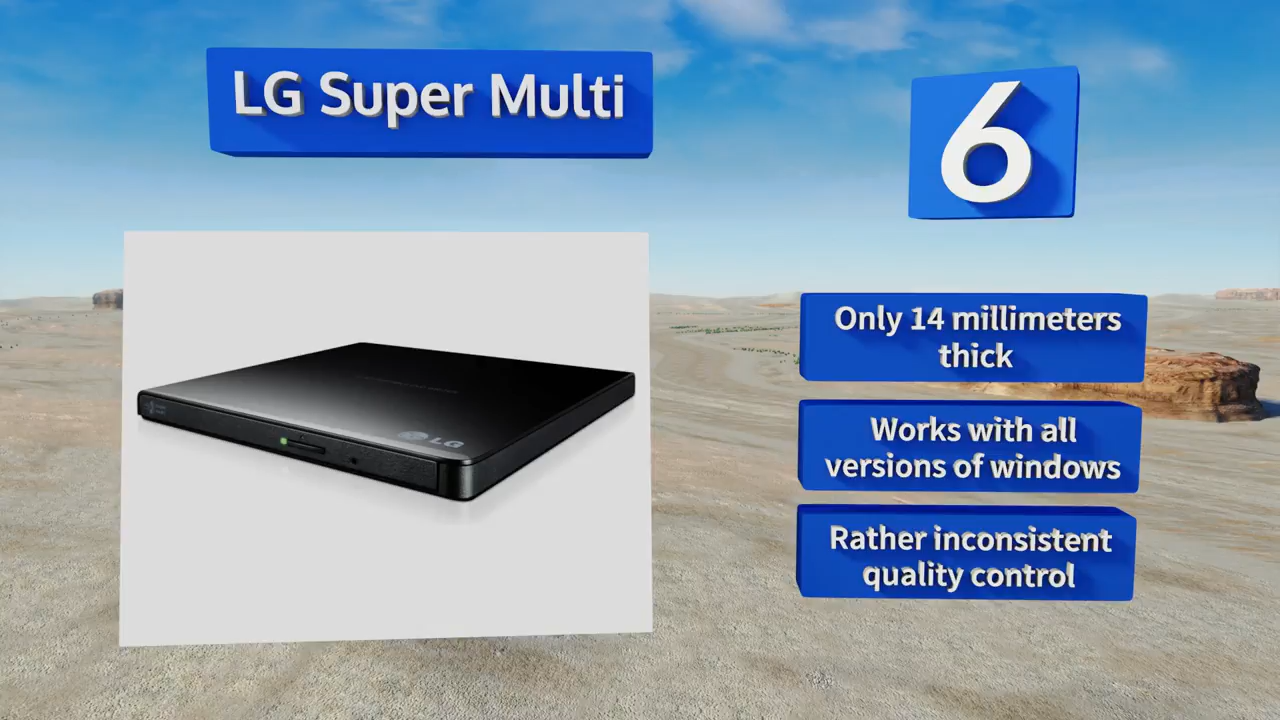 LG Super Multi
6
Only 14 millimeters
thick
Works with all
versions of windows
Rather inconsistent
quality control
LG